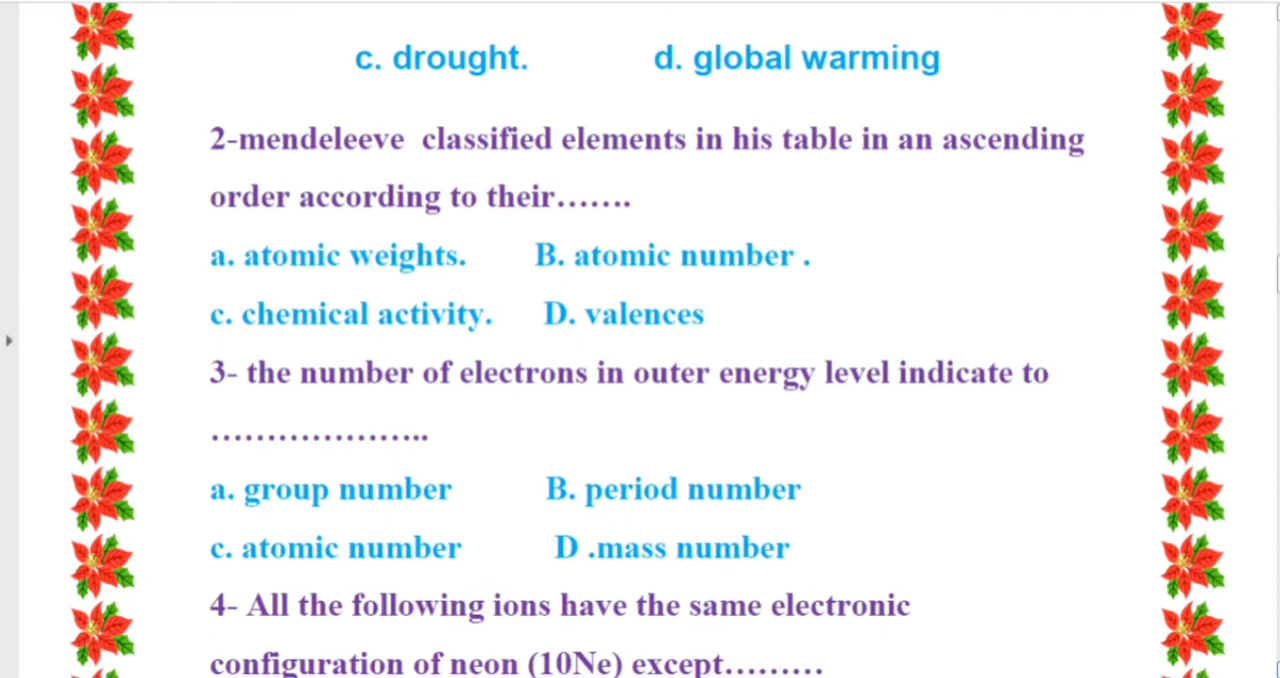 c. drought. d. global warming
2-mendeleeve classified elements in his table in an ascending
order according to their…….
a. atomic weights. B. atomic number .
c. chemical activity. D. valences
3- the number of electrons in outer energy level indicate to
…………………..
a. group number B. period number
c. atomic number D .mass number
4- All the following ions have the same electronic
configuration of neon (10Ne) except………